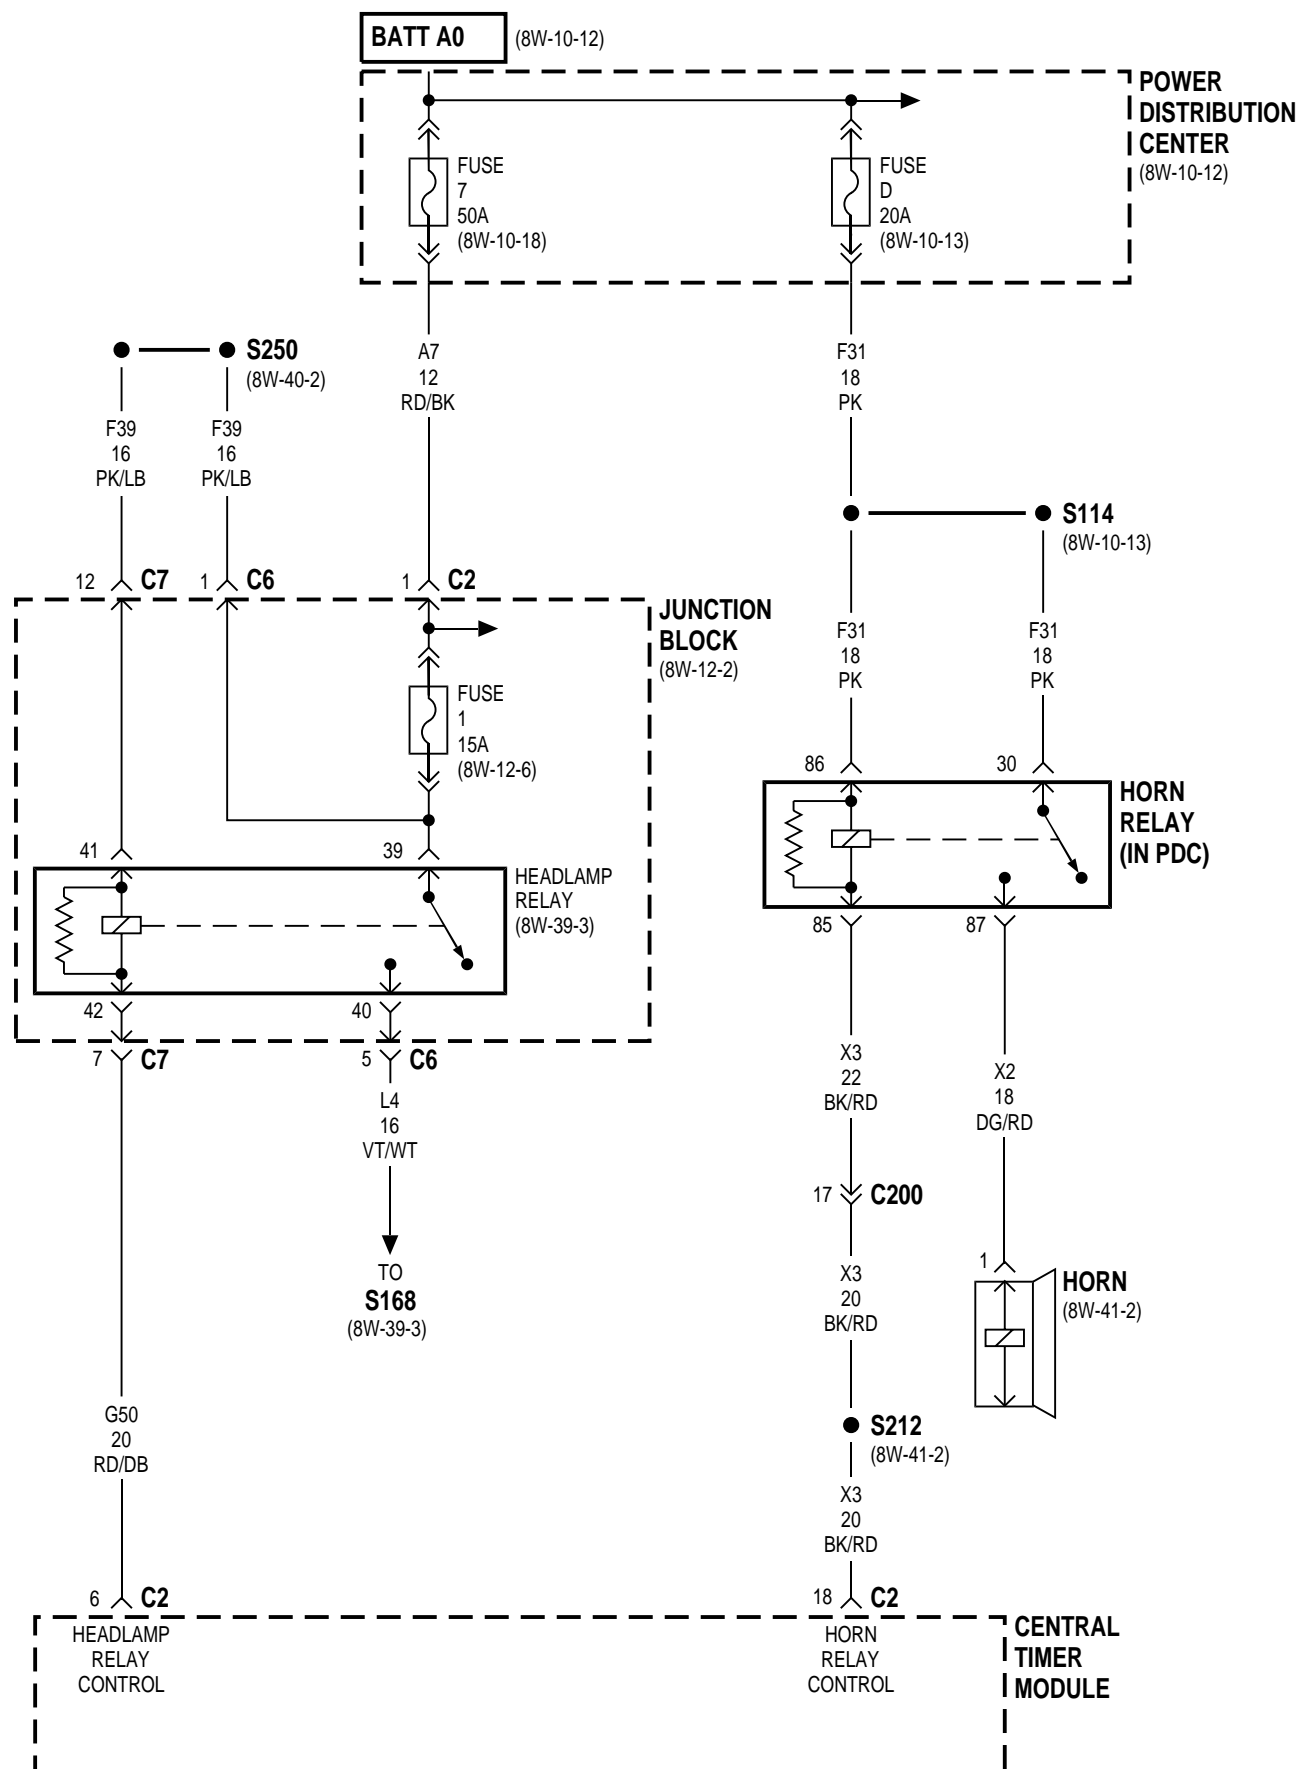 BATT A0
(8W-10-12)
POWER
DISTRIBUTION
CENTER
(8W-10-12)
FUSE
7
50A
(8W-10-18)
FUSE
D
20A
(8W-10-13)
S250
(8W-40-2)
A7
12
RD/BK
F31
18
PK
F39
16
PK/LB
F39
16
PK/LB
S114
(8W-10-13)
12
C7
1
C6
1
C2
JUNCTION
BLOCK
(8W-12-2)
F31
18
PK
F31
18
PK
FUSE
1
15A
(8W-12-6)
86
30
HORN
RELAY
(IN PDC)
41
39
HEADLAMP
RELAY
(8W-39-3)
85
87
42
40
7
C7
5
C6
L4
16
VT/WT
X3
22
BK/RD
X2
18
DG/RD
17
C200
TO
S168
(8W-39-3)
X3
20
BK/RD
1
HORN
(8W-41-2)
G50
20
RD/DB
S212
(8W-41-2)
X3
20
BK/RD
6
C2
18
C2
HEADLAMP
RELAY
CONTROL
HORN
RELAY
CONTROL
CENTRAL
TIMER
MODULE